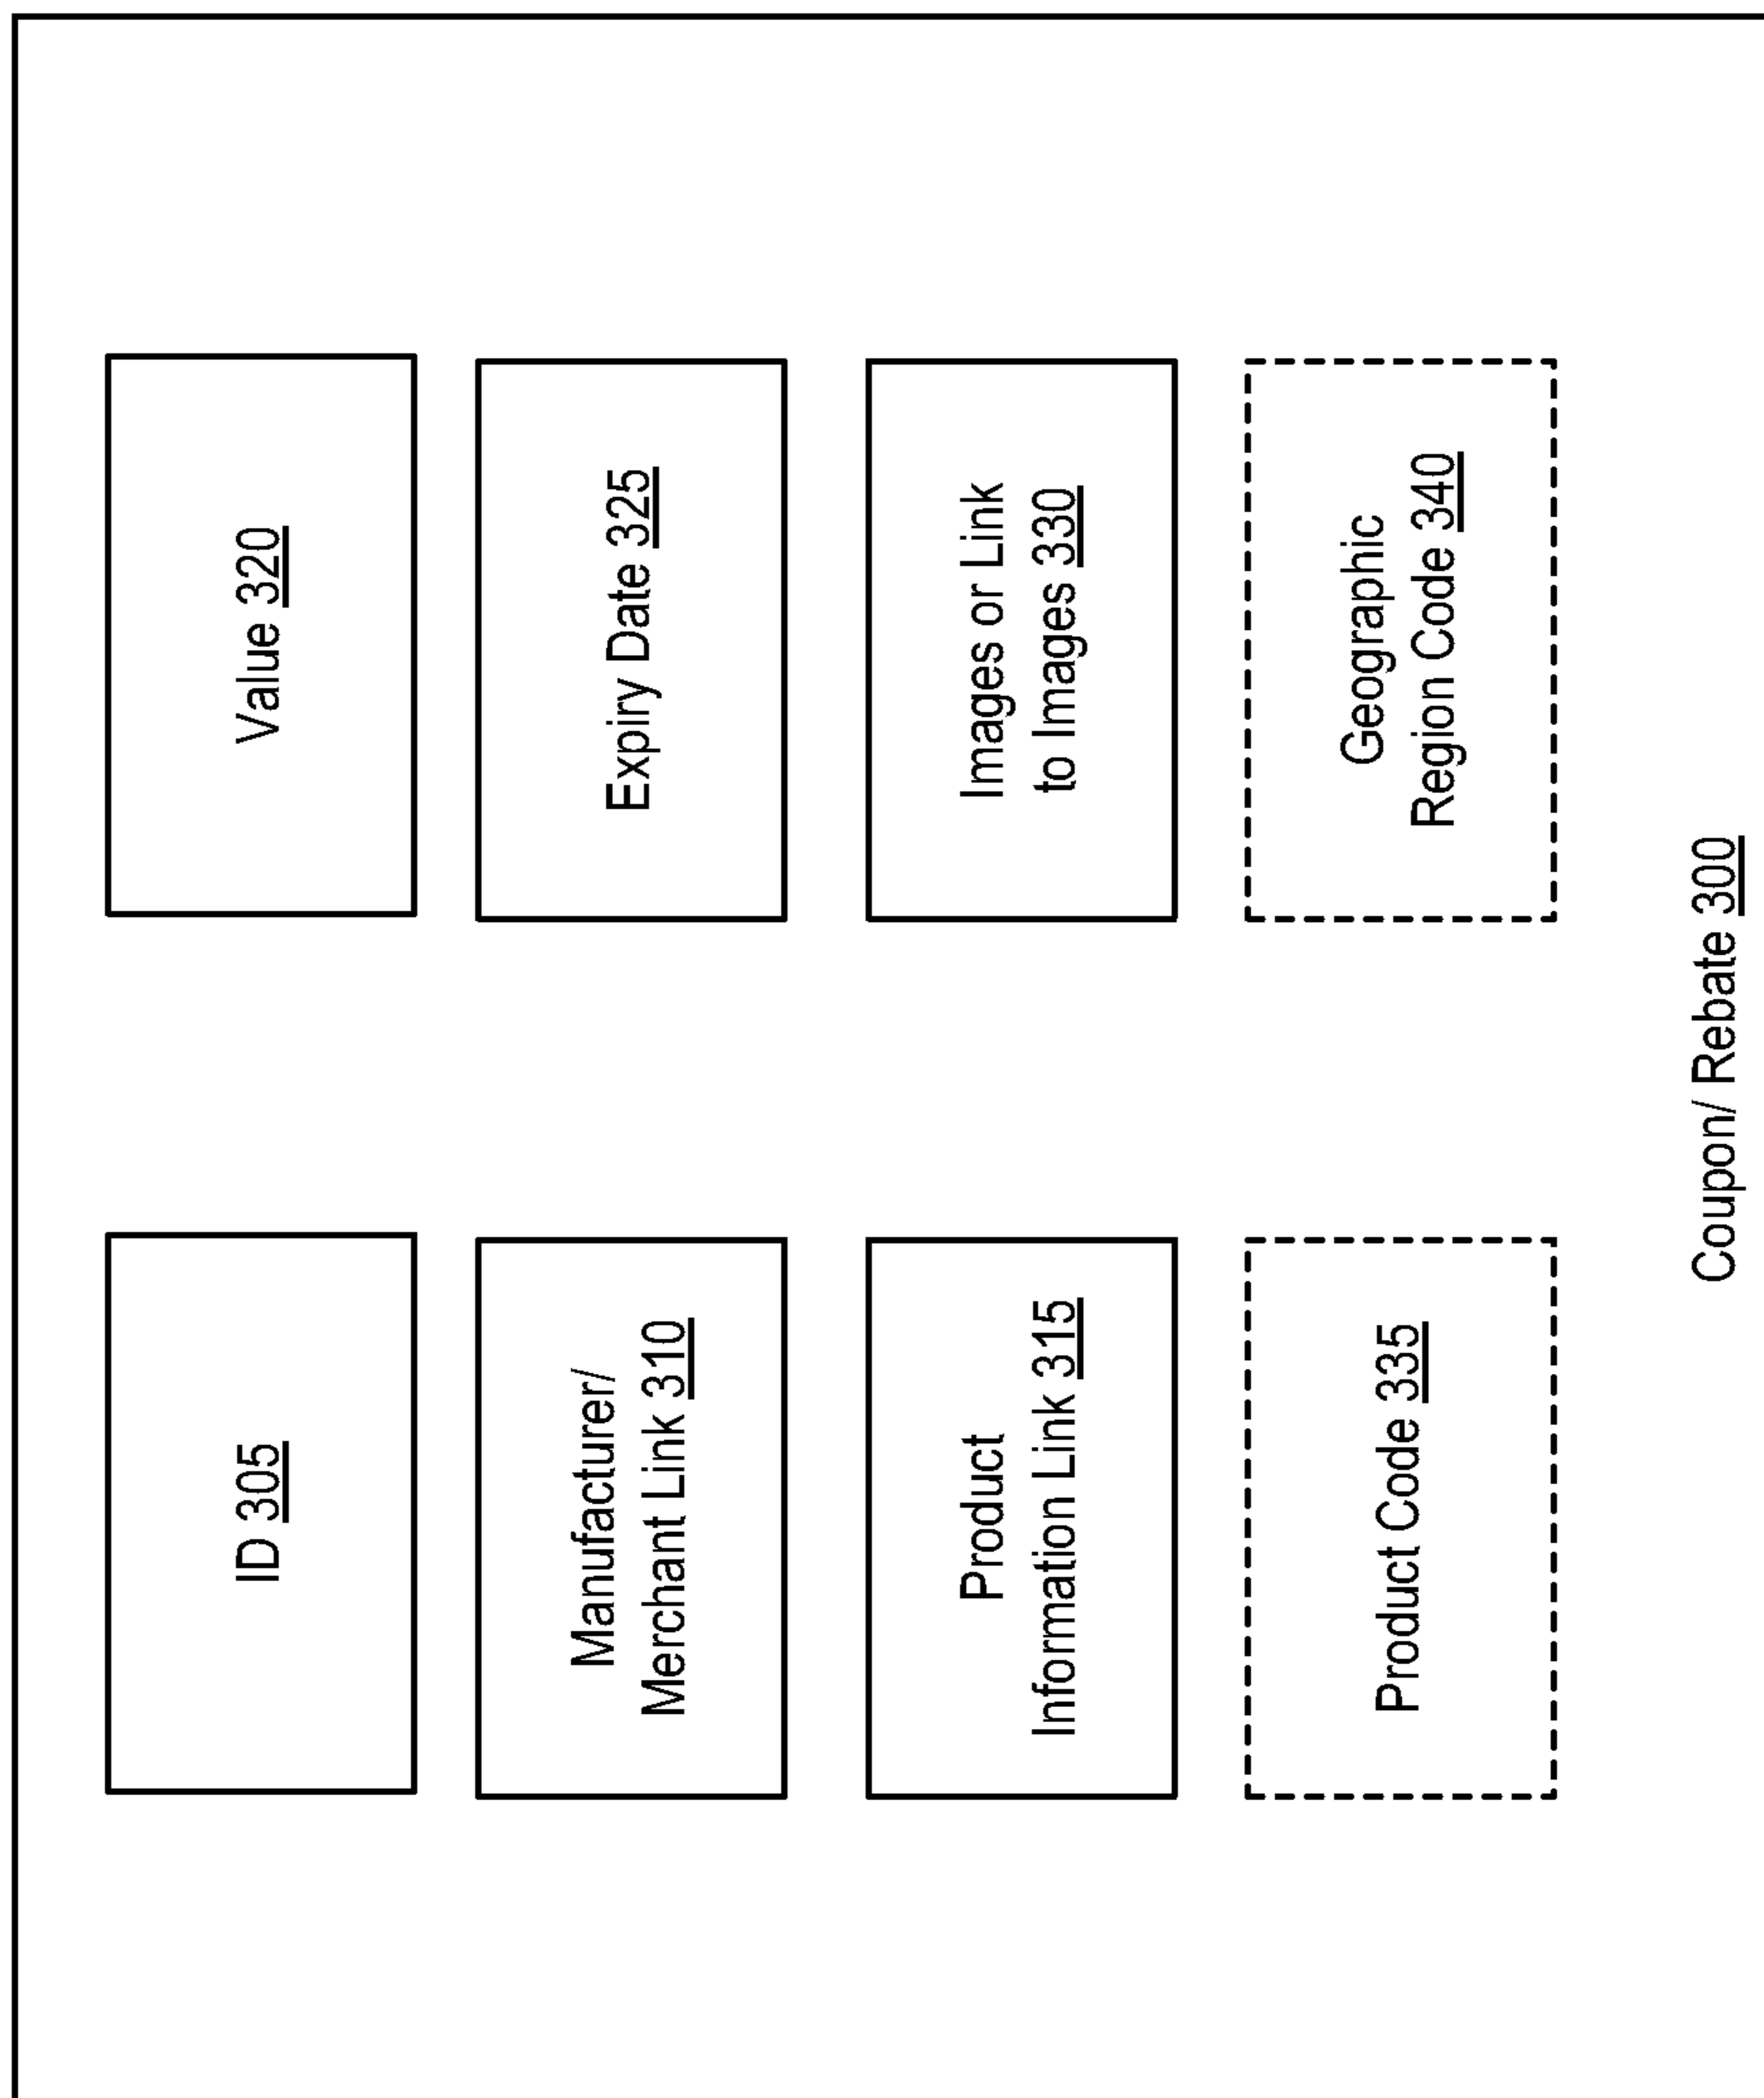 ID 305
Value 320
Manufacturer/
Merchant Link 310
Expiry Date 325
Product
Information Link 315
Images or Link
to Images 330
Product Code 335
Geographic
Region Code 340
Coupon/ Rebate 300